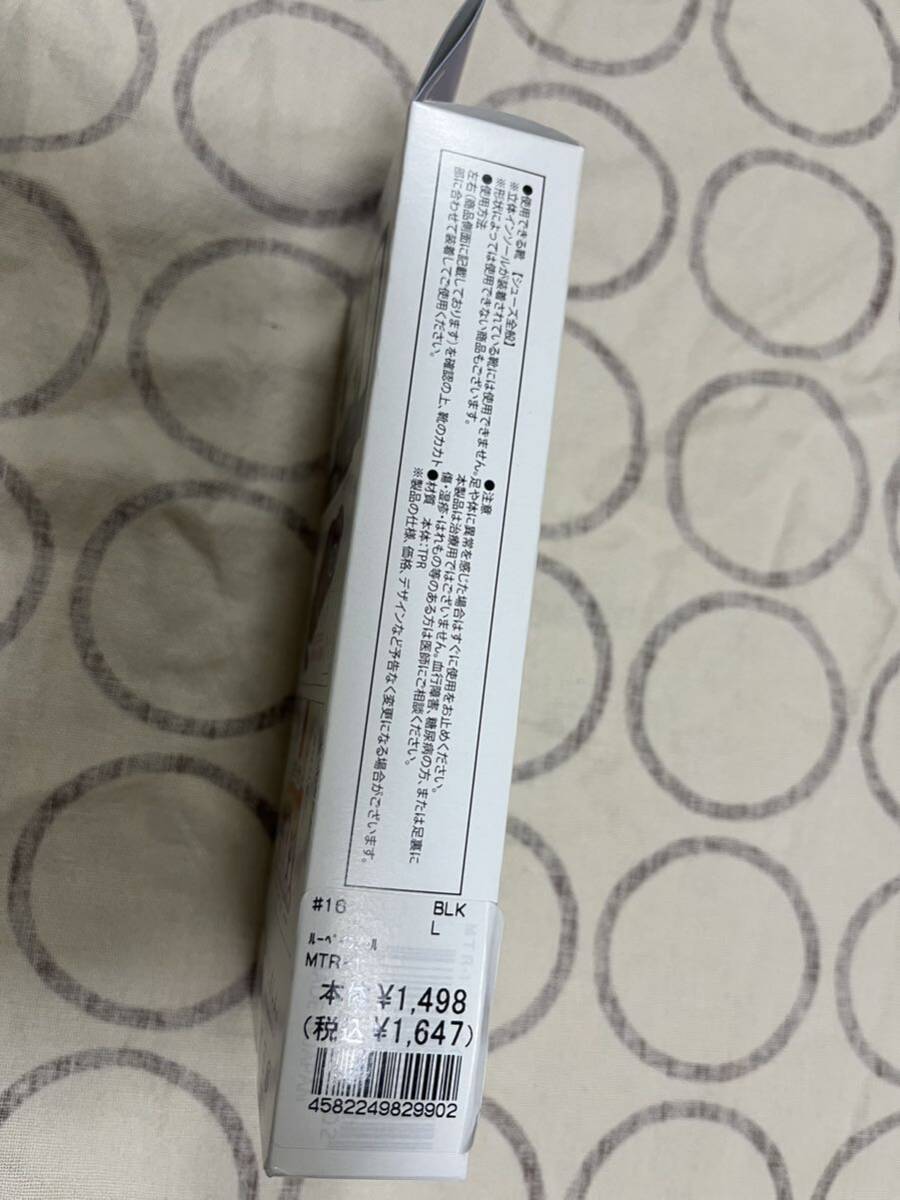 ●使用できる靴 【シューズ全般】
※立体インソールが装着されている靴には使用できません。
※形状によっては使用できない商品もございます。
●使用方法
左右(商品側面に記載しております)を確認の上、靴のカカト
部に合わせて装着してご使用ください。
●注意
足や体に異常を感じた場合はすぐに使用をお止めください。
本製品は治療用ではございません。血行障害、糖尿病の方、または足裏に
傷・湿疹・はれもの等のある方は医師にご相談ください。
●材質 本体：TPR
※製品の仕様、価格、デザインなど予告なく変更になる場合がございます。
#16
BLK
L
MTR
¥1,498
(税込¥1,647)
4582249829902